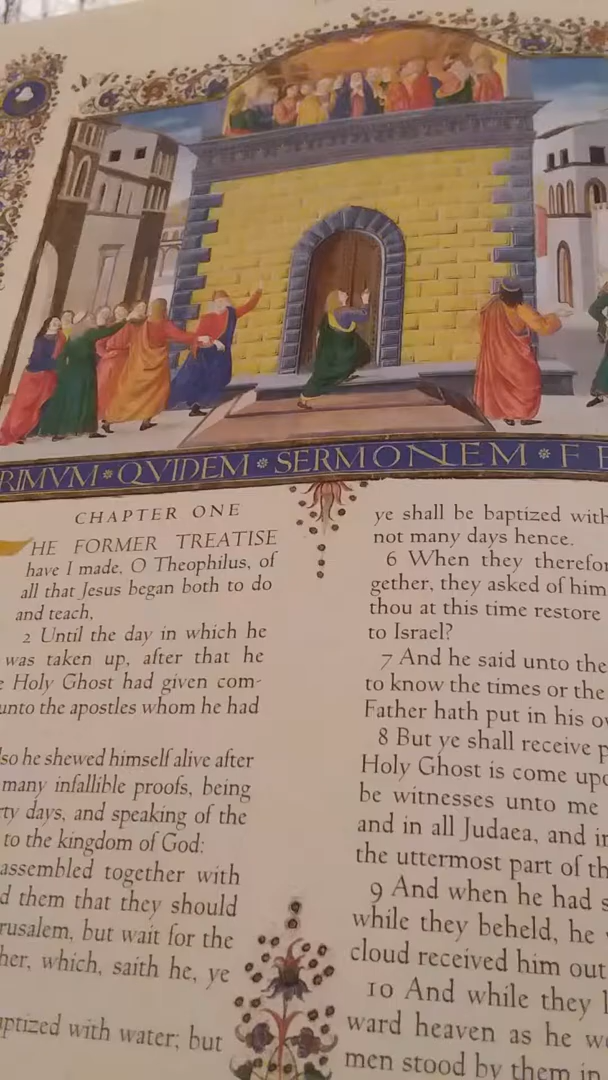 RIMVM * QVIDEM * SERMONEM * FE
CHAPTER ONE
HE FORMER TREATISE
have I made, O Theophilus, of
all that Jesus began both to do
and teach,
2 Until the day in which he
was taken up, after that he
Holy Ghost had given com-
unto the apostles whom he had
so he shewed himself alive after
many infallible proofs, being
rty days, and speaking of the
to the kingdom of God:
assembled together with
d them that they should
rusalem, but wait for the
her, which, saith he, ye
aptized with water; but
ye shall be baptized with
not many days hence.
6 When they therefor
gether, they asked of him
thou at this time restore
to Israel?
7 And he said unto the
to know the times or the
Father hath put in his ow
8 But ye shall receive p
Holy Ghost is come upo
be witnesses unto me
and in all Judaea, and in
the uttermost part of th
9 And when he had s
while they beheld, he
cloud received him out
10 And while they l
ward heaven as he we
men stood by them in